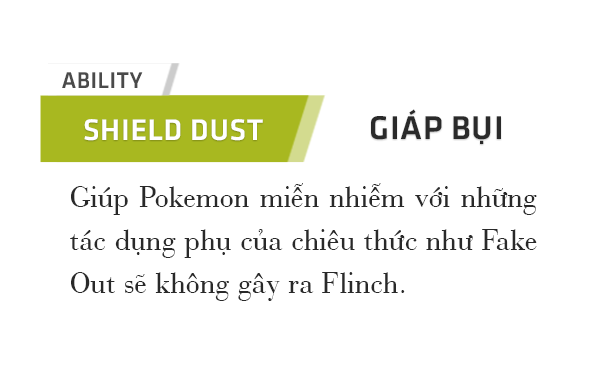 ABILITY
SHIELD DUST
GIÁP BỤI
Giúp Pokemon miễn nhiễm với những
tác dụng phụ của chiêu thức như Fake
Out sẽ không gây ra Flinch.